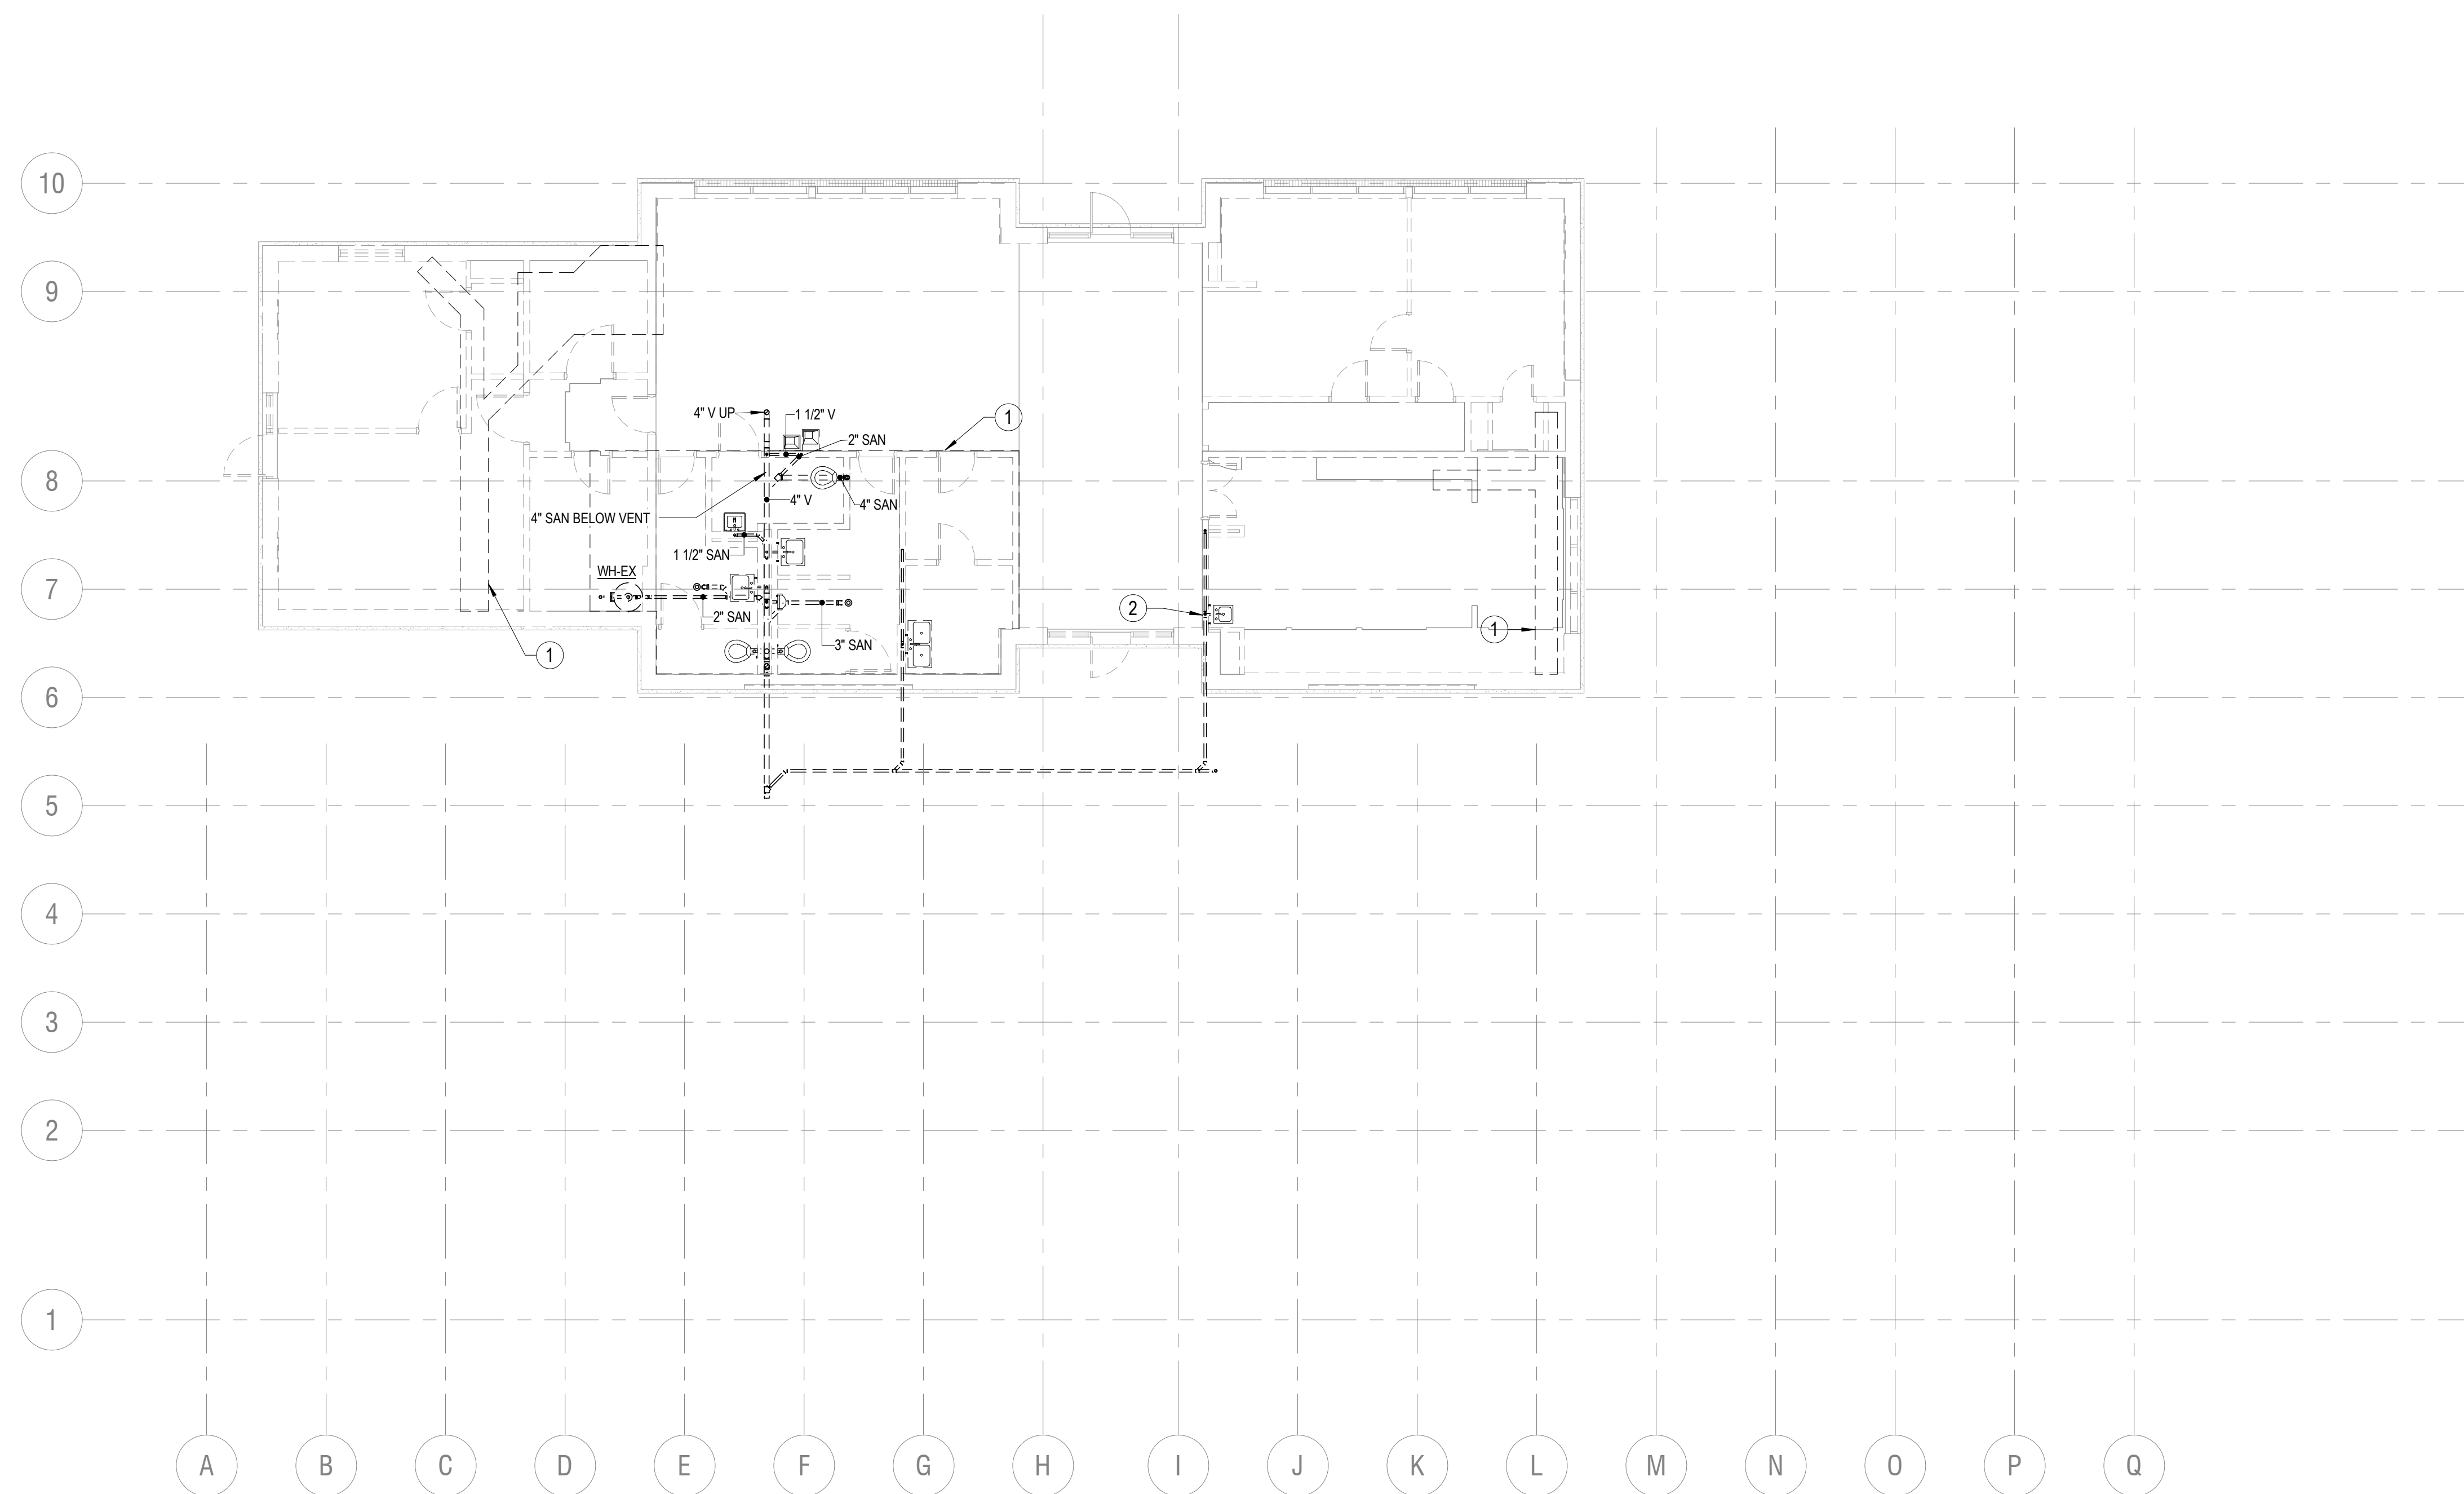 10
9
4" V UP
1 1/2" V
1
2" SAN
8
4" V
4" SAN
4" SAN BELOW VENT
1 1/2" SAN
WH-EX
7
2
2" SAN
1
3" SAN
1
6
5
4
3
2
1
A B C D E F G H I J K L M N O P Q